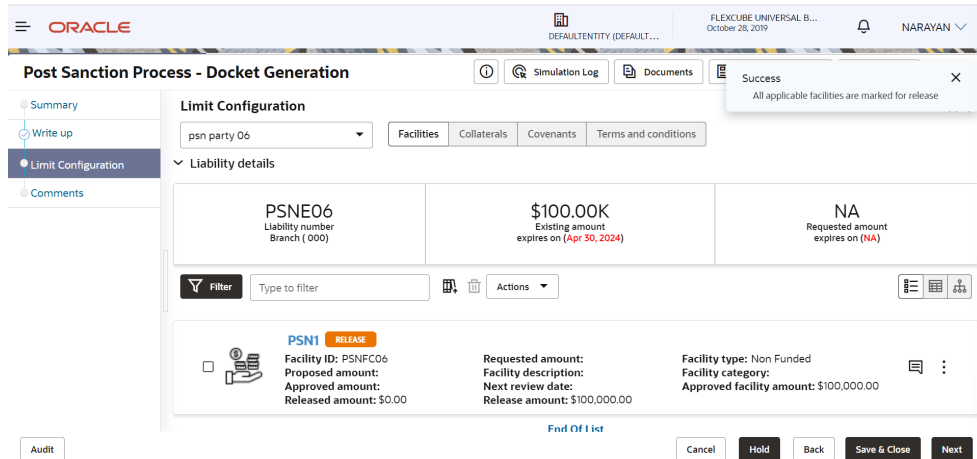 ORACLE
DEFAULTENTITY (DEFAULT...
FLEXCUBE UNIVERSAL B...
October 28, 2019
NARAYAN
Post Sanction Process - Docket Generation
Simulation Log
Documents
Success
All applicable facilities are marked for release
Summary
Write up
Limit Configuration
Comments
Limit Configuration
psn party 06
Facilities
Collaterals
Covenants
Terms and conditions
Liability details
PSNE06
Liability number
Branch ( 000)
$100.00K
Existing amount
expires on (Apr 30, 2024)
NA
Requested amount
expires on (NA)
Filter
Type to filter
Actions
PSN1 RELEASE
Facility ID: PSNFC06
Proposed amount:
Approved amount:
Released amount: $0.00
Requested amount:
Facility description:
Next review date:
Release amount: $100,000.00
Facility type: Non Funded
Facility category:
Approved facility amount: $100,000.00
End Of List
Audit
Cancel
Hold
Back
Save & Close
Next